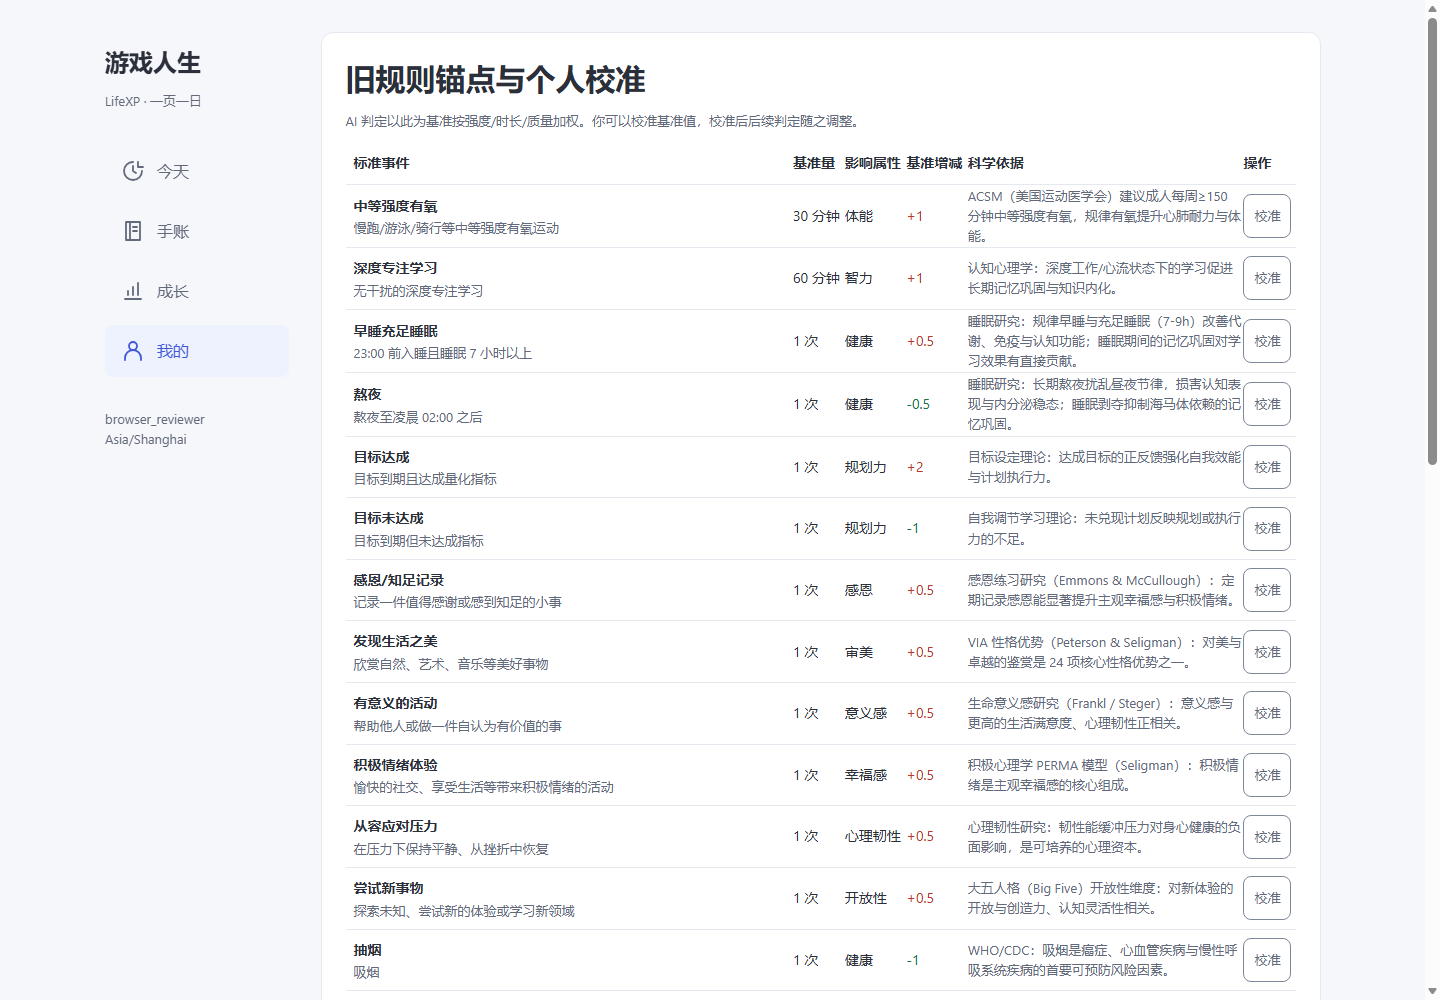 游戏人生
LifeXP · 一页一日
今天
手账
成长
我的
browser_reviewer
Asia/Shanghai
旧规则锚点与个人校准
AI 判定以此为基准按强度/时长/质量加权。你可以校准基准值，校准后后续判定随之调整。
标准事件 基准量 影响属性 基准增减 科学依据 操作
中等强度有氧
慢跑/游泳/骑行等中等强度有氧运动
30 分钟 体能 +1
ACSM（美国运动医学会）建议成人每周≥150
分钟中等强度有氧，规律有氧提升心肺耐力与体
能。
校准
深度专注学习
无干扰的深度专注学习
60 分钟 智力 +1
认知心理学：深度工作/心流状态下的学习促进
长期记忆巩固与知识内化。
校准
早睡充足睡眠
23:00 前入睡且睡眠 7 小时以上
1 次 健康 +0.5
睡眠研究：规律早睡与充足睡眠（7-9h）改善代
谢、免疫与认知功能；睡眠期间的记忆巩固对学
习效果有直接贡献。
校准
熬夜
熬夜至凌晨 02:00 之后
1 次 健康 -0.5
睡眠研究：长期熬夜扰乱昼夜节律，损害认知表
现与内分泌稳态；睡眠剥夺抑制海马体依赖的记
忆巩固。
校准
目标达成
目标到期且达成量化指标
1 次 规划力 +2
目标设定理论：达成目标的正反馈强化自我效能
与计划执行力。
校准
目标未达成
目标到期但未达成指标
1 次 规划力 -1
自我调节学习理论：未兑现计划反映规划或执行
力的不足。
校准
感恩/知足记录
记录一件值得感谢或感到知足的小事
1 次 感恩 +0.5
感恩练习研究（Emmons & McCullough）：定
期记录感恩能显著提升主观幸福感与积极情绪。
校准
发现生活之美
欣赏自然、艺术、音乐等美好事物
1 次 审美 +0.5
VIA 性格优势（Peterson & Seligman）：对美与
卓越的鉴赏是 24 项核心性格优势之一。
校准
有意义的活动
帮助他人或做一件自认为有价值的事
1 次 意义感 +0.5
生命意义感研究（Frankl / Steger）：意义感与
更高的生活满意度、心理韧性正相关。
校准
积极情绪体验
愉快的社交、享受生活等带来积极情绪的活动
1 次 幸福感 +0.5
积极心理学 PERMA 模型（Seligman）：积极情
绪是主观幸福感的核心组成。
校准
从容应对压力
在压力下保持平静、从挫折中恢复
1 次 心理韧性 +0.5
心理韧性研究：韧性能缓冲压力对身心健康的负
面影响，是可培养的心理资本。
校准
尝试新事物
探索未知、尝试新的体验或学习新领域
1 次 开放性 +0.5
大五人格（Big Five）开放性维度：对新体验的
开放与创造力、认知灵活性相关。
校准
抽烟
吸烟
1 次 健康 -1
WHO/CDC：吸烟是癌症、心血管疾病与慢性呼
吸系统疾病的首要可预防风险因素。
校准